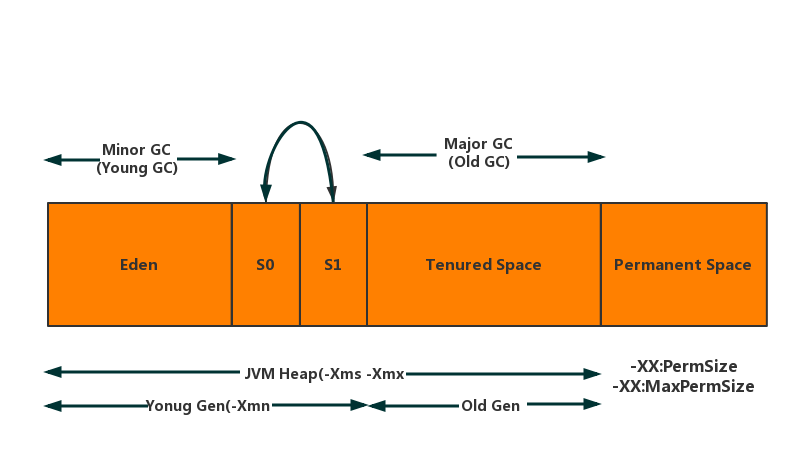 Minor GC
(Young GC)
Major GC
(Old GC)
Eden
S0
S1
Tenured Space
Permanent Space
JVM Heap(-Xms -Xmx
-XX:PermSize
-XX:MaxPermSize
Yonug Gen(-Xmn
Old Gen